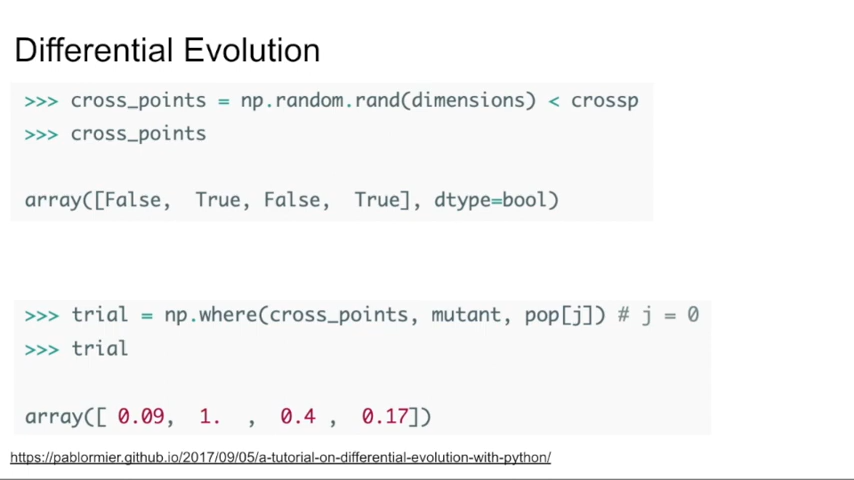 Differential Evolution
>>> cross_points = np.random.rand(dimensions) < crossp
>>> cross_points
array([False,  True, False,  True], dtype=bool)
>>> trial = np.where(cross_points, mutant, pop[j]) # j = 0
>>> trial
array([ 0.09,  1.  ,  0.4 ,  0.17])
https://pablormier.github.io/2017/09/05/a-tutorial-on-differential-evolution-with-python/